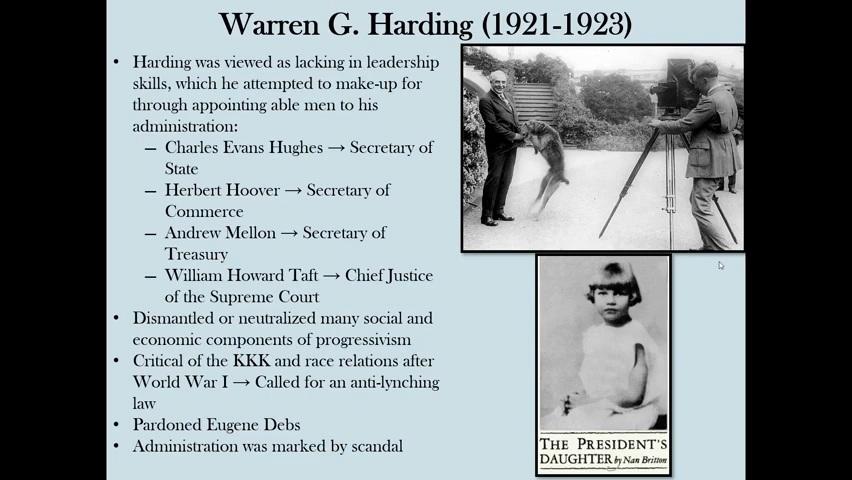 Warren G. Harding (1921-1923)
• Harding was viewed as lacking in leadership
skills, which he attempted to make-up for
through appointing able men to his
administration:
– Charles Evans Hughes → Secretary of
State
– Herbert Hoover → Secretary of
Commerce
– Andrew Mellon → Secretary of
Treasury
– William Howard Taft → Chief Justice
of the Supreme Court
• Dismantled or neutralized many social and
economic components of progressivism
• Critical of the KKK and race relations after
World War I → Called for an anti-lynching
law
• Pardoned Eugene Debs
• Administration was marked by scandal
THE PRESIDENT'S
DAUGHTER by Nan Britton